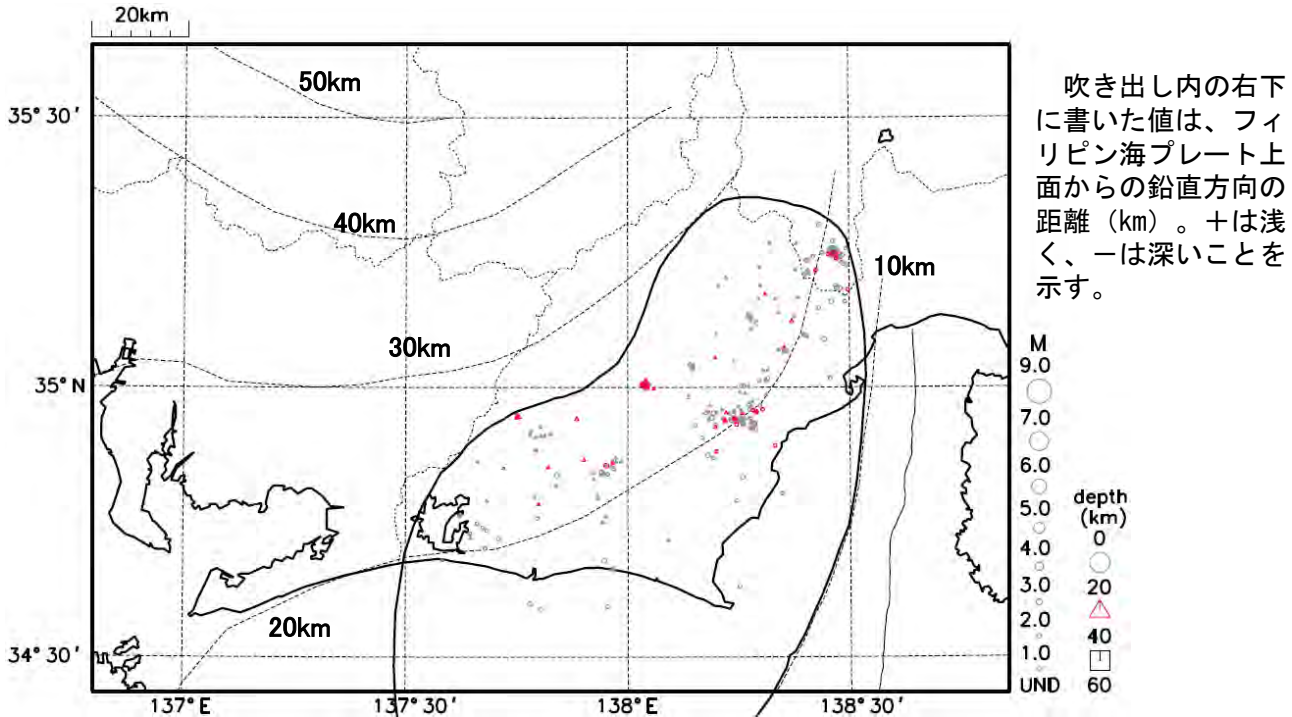 20km
50km
35° 30′
40km
10km
30km
35° N
20km
34° 30′
137° E
137° 30′
138° E
138° 30′
吹き出し内の右下
に書いた値は、フィ
リピン海プレート上
面からの鉛直方向の
距離（km）。＋は浅
く、－は深いことを
示す。
M
9.0
7.0
6.0
5.0
4.0
3.0
2.0
1.0
UND
depth
(km)
0
20
40
60